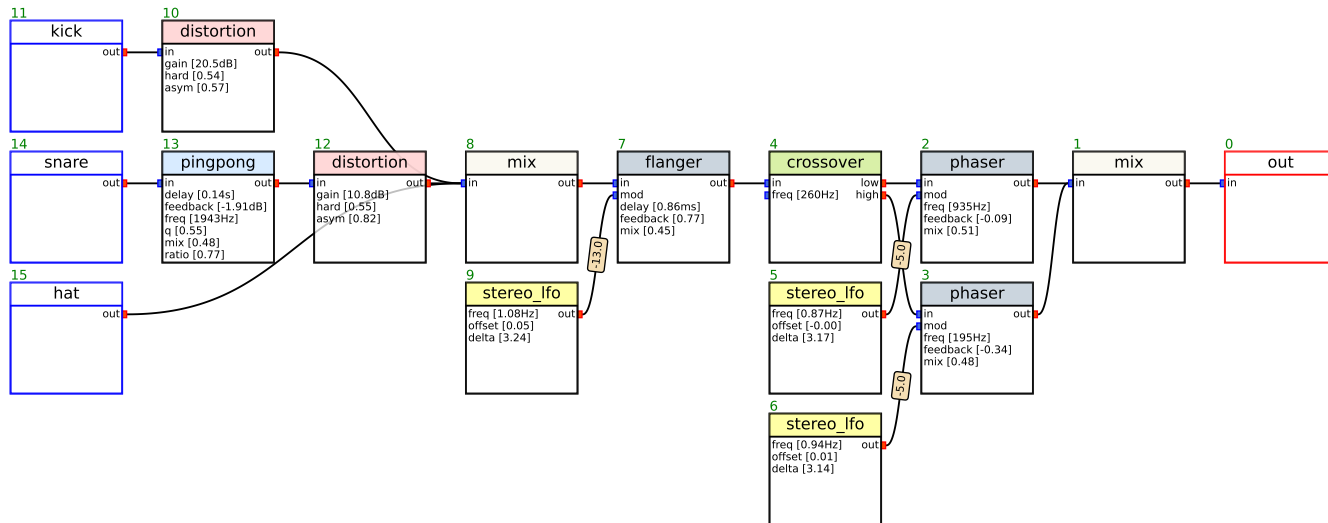 11
kick
out
10
distortion
in out
gain [20.5dB]
hard [0.54]
asym [0.57]
14
snare
out
13
pingpong
in out
delay [0.14s]
feedback [-1.91dB]
freq [1943Hz]
q [0.55]
mix [0.48]
ratio [0.77]
12
distortion
in out
gain [10.8dB]
hard [0.55]
asym [0.82]
8
mix
in out
7
flanger
in out
mod
delay [0.86ms]
feedback [0.77]
mix [0.45]
4
crossover
in low
freq [260Hz] high
2
phaser
in out
mod
freq [935Hz]
feedback [-0.09]
mix [0.51]
1
mix
in out
0
out
in
15
hat
out
9
stereo_lfo
freq [1.08Hz] out
offset [0.05]
delta [3.24]
-13.0
5
stereo_lfo
freq [0.87Hz] out
offset [-0.00]
delta [3.17]
-5.0
3
phaser
in out
mod
freq [195Hz]
feedback [-0.34]
mix [0.48]
6
stereo_lfo
freq [0.94Hz] out
offset [0.01]
delta [3.14]
-5.0